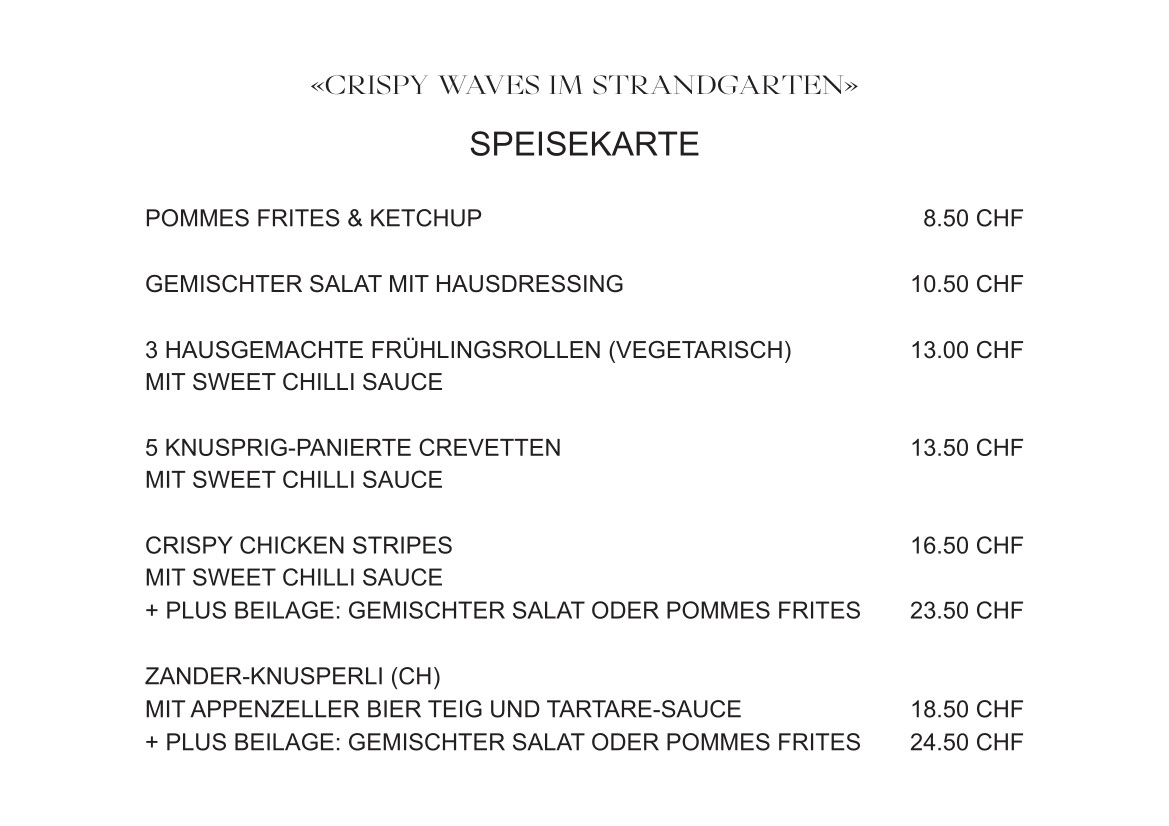 «CRISPY WAVES IM STRANDGARTEN»
SPEISEKARTE
POMMES FRITES & KETCHUP 8.50 CHF
GEMISCHTER SALAT MIT HAUSDRESSING 10.50 CHF
3 HAUSGEMACHTE FRÜHLINGSROLLEN (VEGETARISCH) 13.00 CHF
MIT SWEET CHILLI SAUCE
5 KNUSPRIG-PANIERTE CREVETTEN 13.50 CHF
MIT SWEET CHILLI SAUCE
CRISPY CHICKEN STRIPES 16.50 CHF
MIT SWEET CHILLI SAUCE
+ PLUS BEILAGE: GEMISCHTER SALAT ODER POMMES FRITES 23.50 CHF
ZANDER-KNUSPERLI (CH)
MIT APPENZELLER BIER TEIG UND TARTARE-SAUCE 18.50 CHF
+ PLUS BEILAGE: GEMISCHTER SALAT ODER POMMES FRITES 24.50 CHF